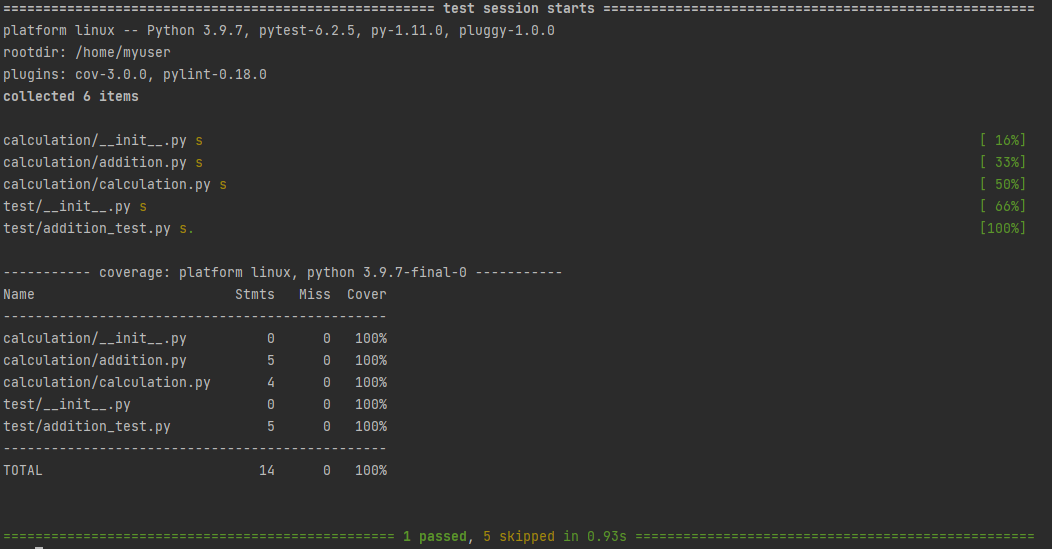 ====================================================== test session starts ======================================================
platform linux -- Python 3.9.7, pytest-6.2.5, py-1.11.0, pluggy-1.0.0
rootdir: /home/myuser
plugins: cov-3.0.0, pylint-0.18.0
collected 6 items
calculation/__init__.py s [ 16%]
calculation/addition.py s [ 33%]
calculation/calculation.py s [ 50%]
test/__init__.py s [ 66%]
test/addition_test.py s. [100%]
----------- coverage: platform linux, python 3.9.7-final-0 -----------
Name Stmts Miss Cover
------------------------------------------------
calculation/__init__.py 0 0 100%
calculation/addition.py 5 0 100%
calculation/calculation.py 4 0 100%
test/__init__.py 0 0 100%
test/addition_test.py 5 0 100%
------------------------------------------------
TOTAL 14 0 100%
================================================= 1 passed, 5 skipped in 0.93s ==================================================